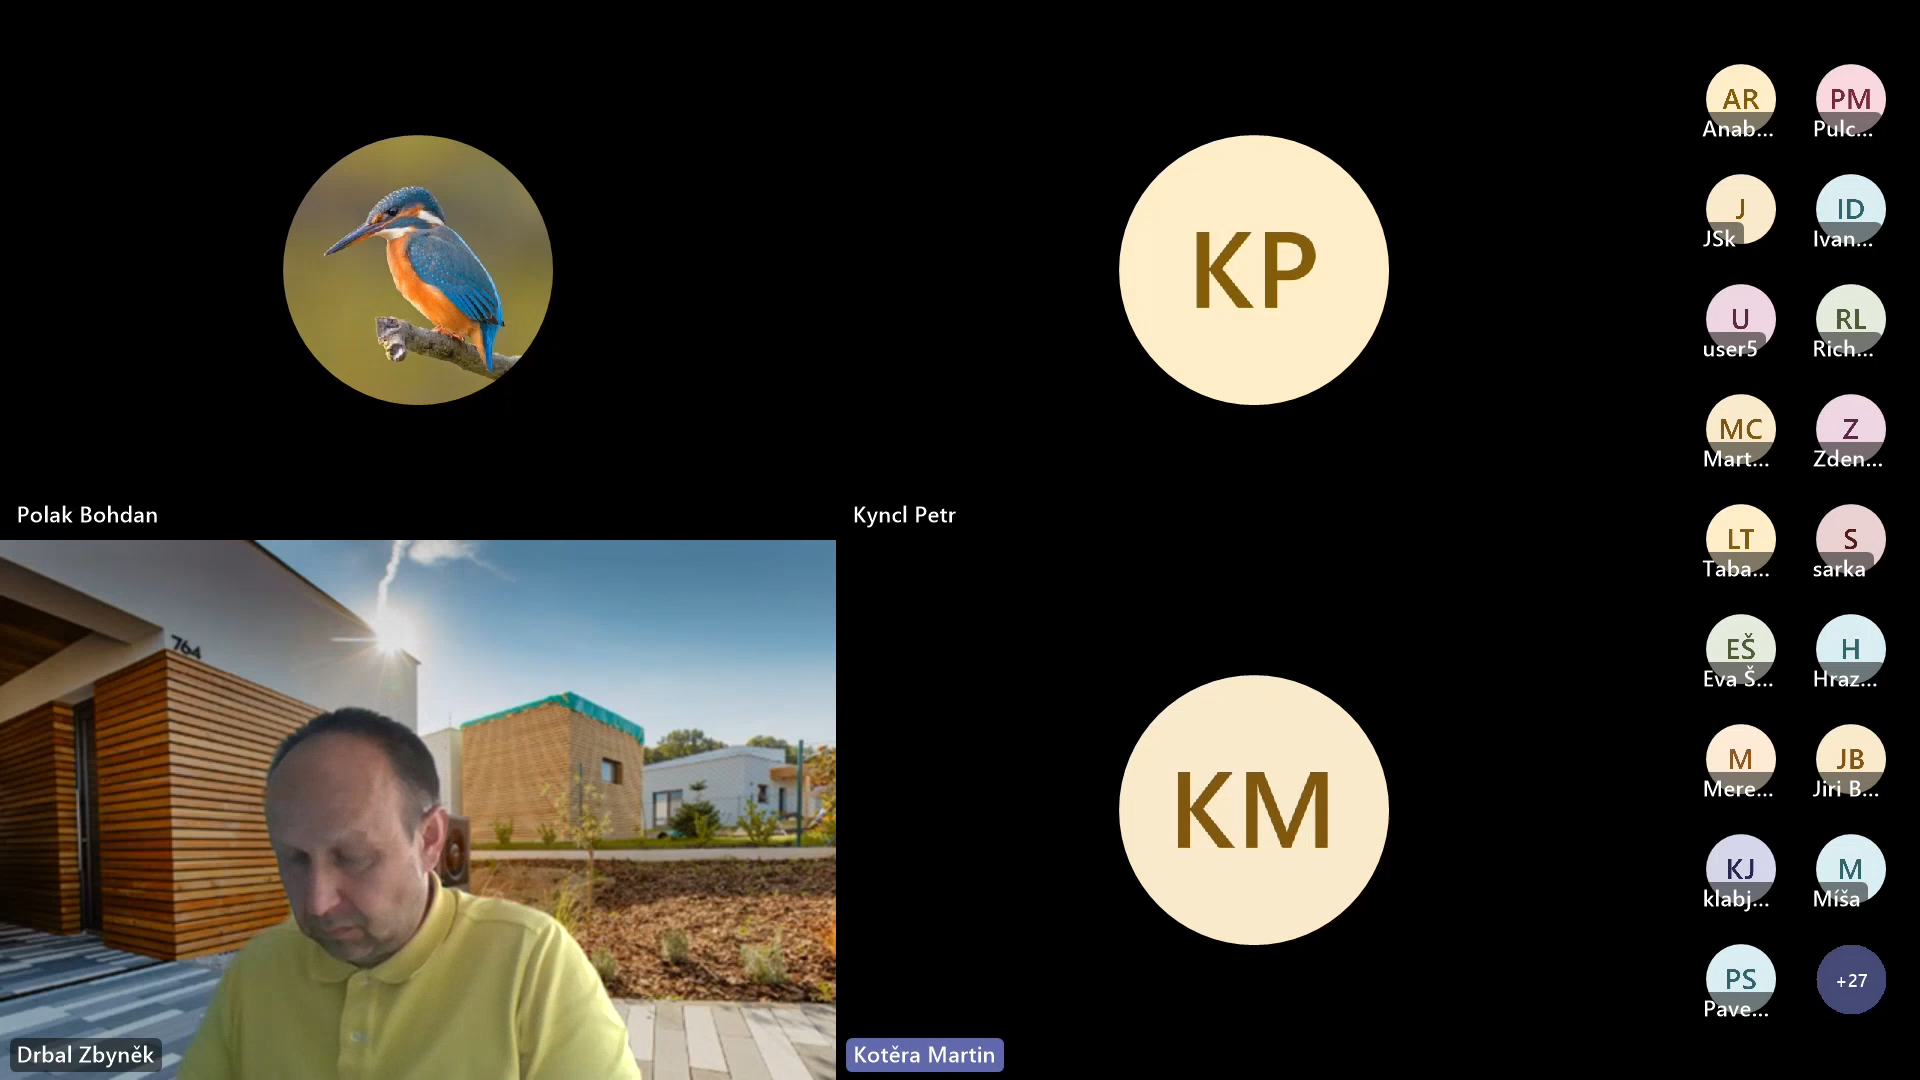 KP
Polak Bohdan
Kyncl Petr
764
Drbal Zbyněk
KM
Kotěra Martin
AR
Anab...
PM
Pulc...
J
JSk
ID
Ivan...
U
user5
RL
Rich...
MC
Mart...
Z
Zden...
LT
Taba...
S
sarka
EŠ
Eva Š...
H
Hraz...
M
Mere...
JB
Jiri B...
KJ
klabj...
M
Míša
PS
Pave...
+27